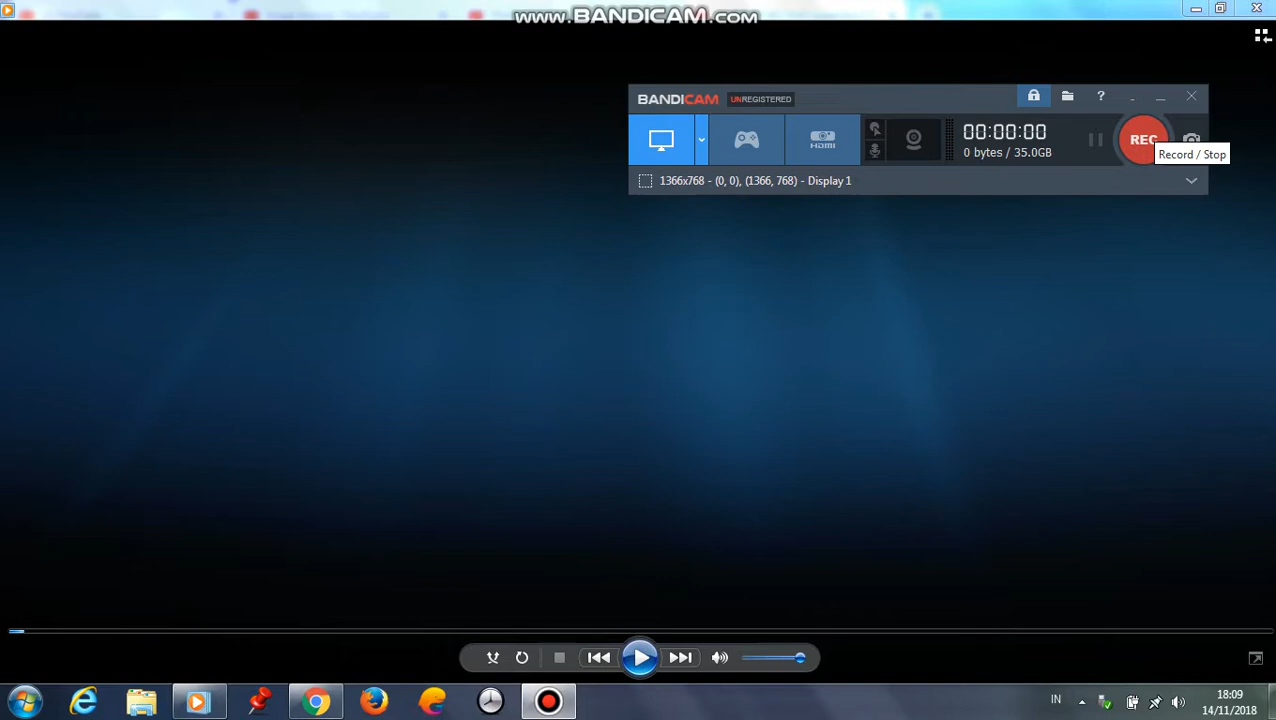 www.BANDICAM.com
BANDICAM UNREGISTERED
?
HDMI
00:00:00
0 bytes / 35.0GB
REC
Record / Stop
1366x768 - (0, 0), (1366, 768) - Display 1
IN
18:09
14/11/2018